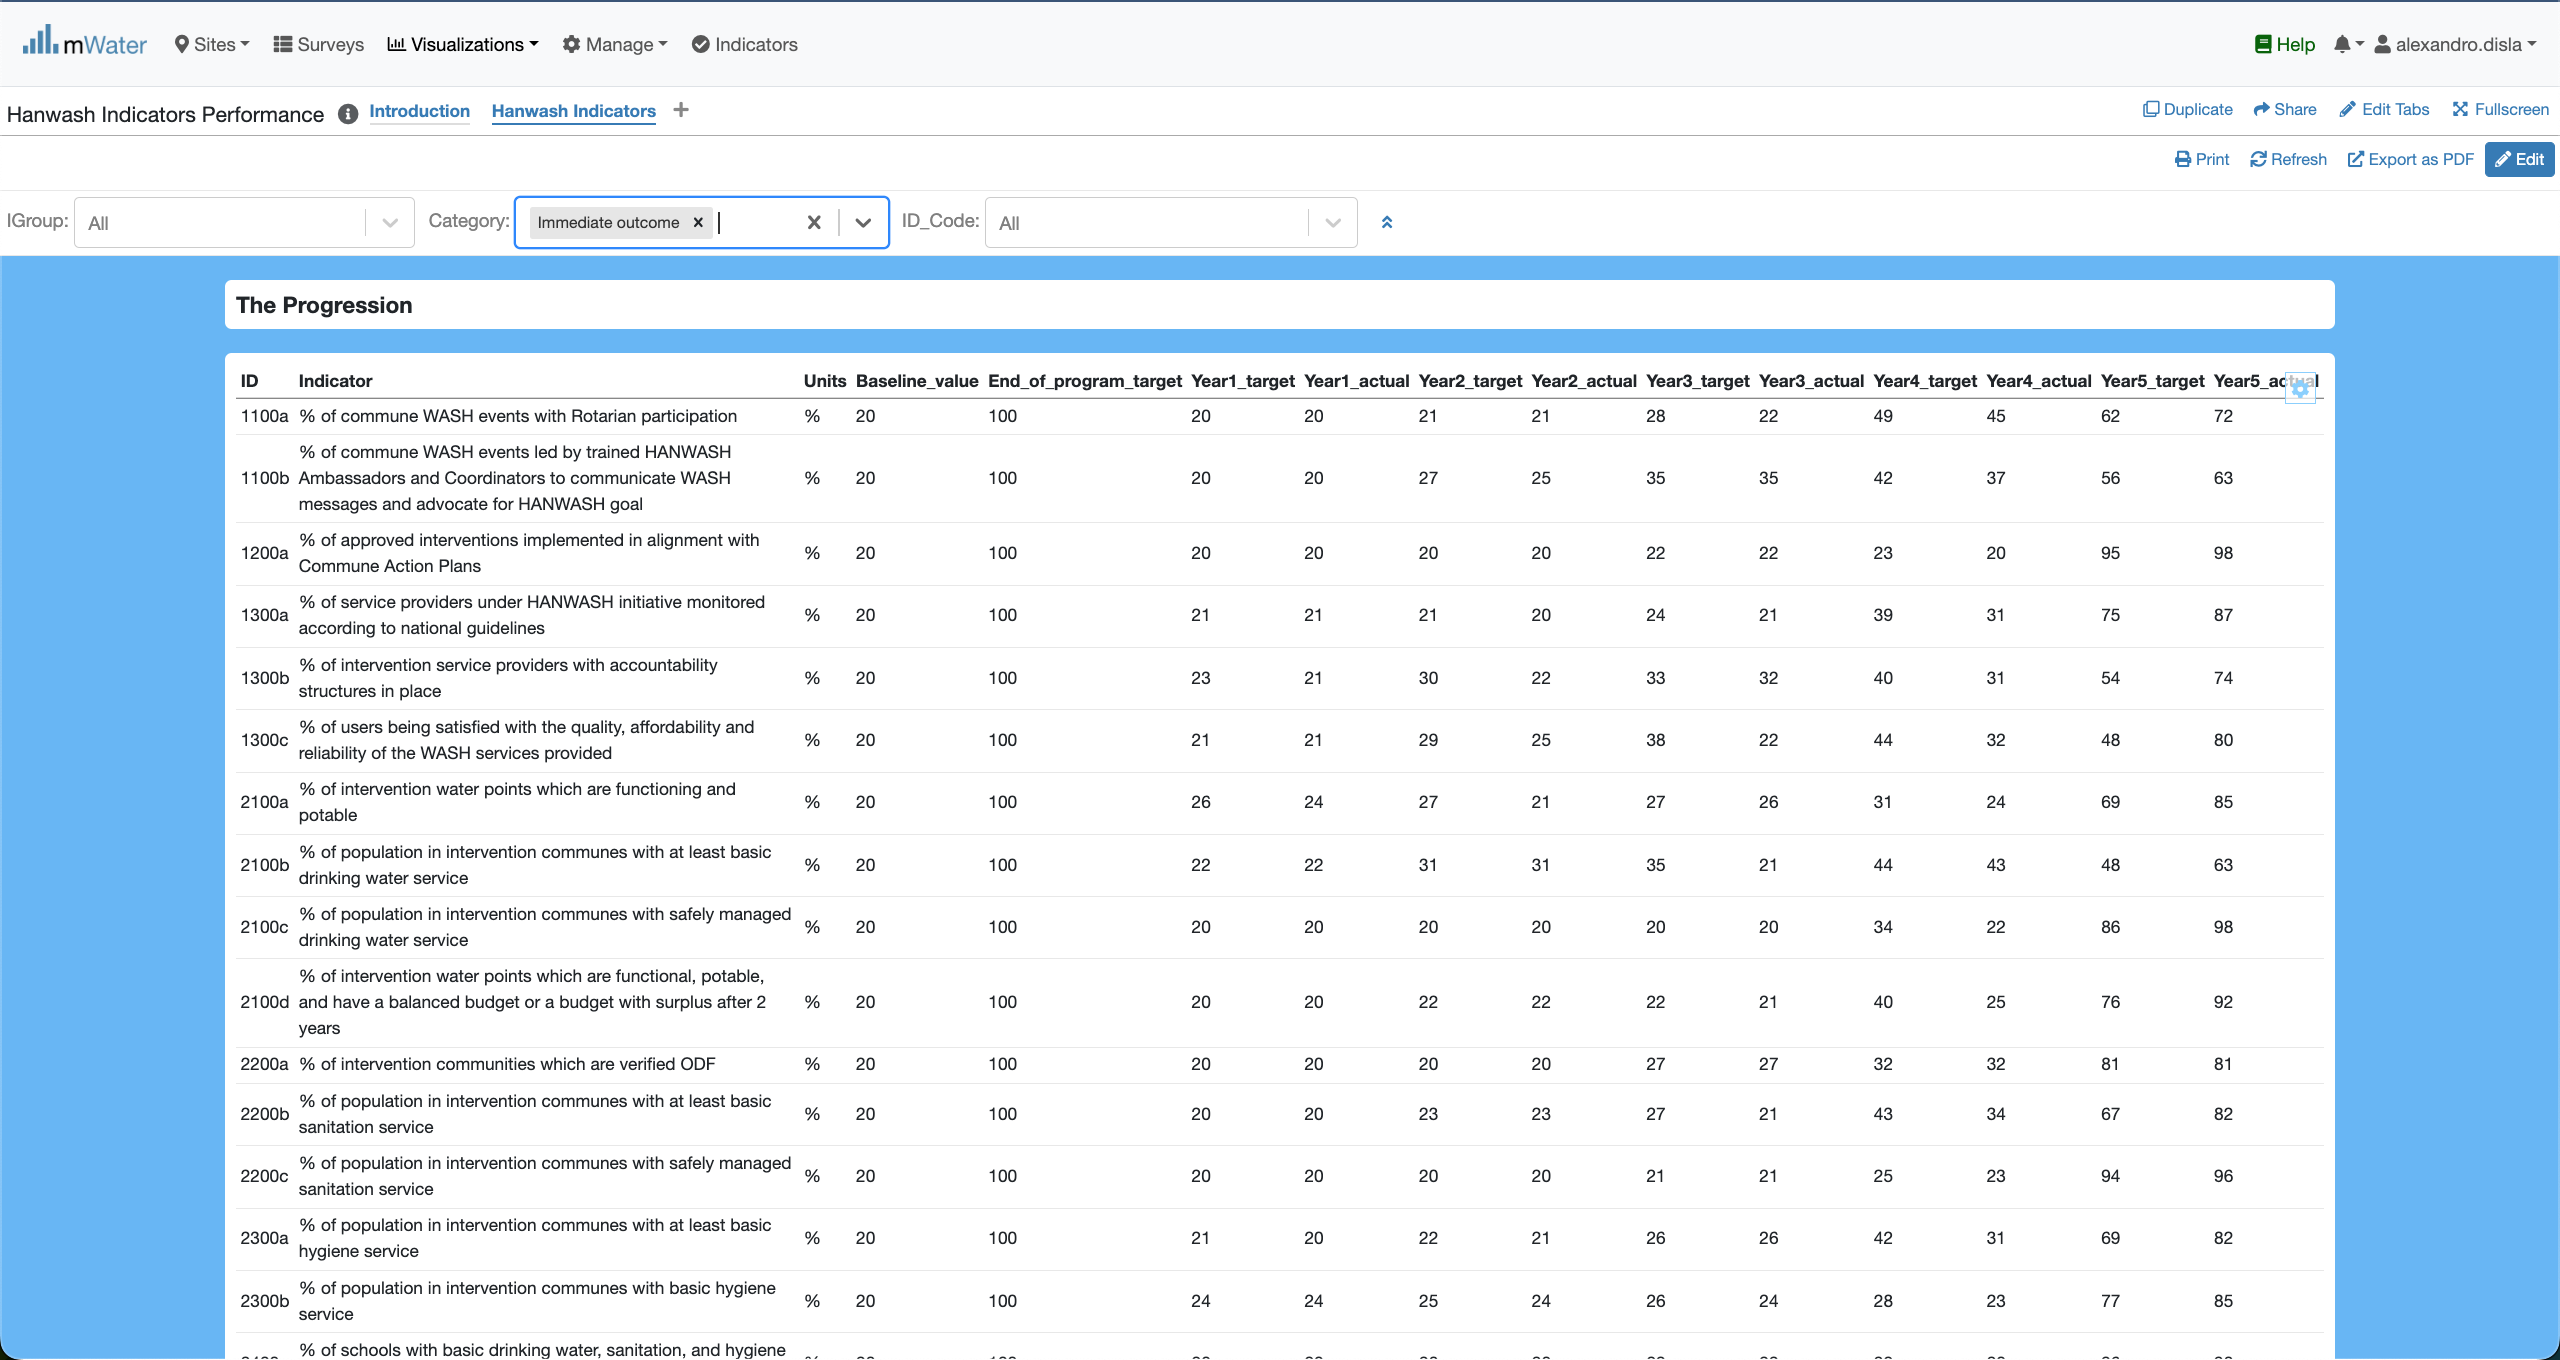 mWater Sites Surveys Visualizations Manage Indicators Help alexandro.disla
Hanwash Indicators Performance Introduction Hanwash Indicators + Duplicate Share Edit Tabs Fullscreen
Print Refresh Export as PDF Edit
IGroup: All Category: Immediate outcome ID_Code: All
The Progression
ID Indicator Units Baseline_value End_of_program_target Year1_target Year1_actual Year2_target Year2_actual Year3_target Year3_actual Year4_target Year4_actual Year5_target Year5_actual
1100a % of commune WASH events with Rotarian participation % 20 100 20 20 21 21 28 22 49 45 62 72
% of commune WASH events led by trained HANWASH
1100b Ambassadors and Coordinators to communicate WASH % 20 100 20 20 27 25 35 35 42 37 56 63
messages and advocate for HANWASH goal
% of approved interventions implemented in alignment with
1200a % 20 100 20 20 20 20 22 22 23 20 95 98
Commune Action Plans
% of service providers under HANWASH initiative monitored
1300a % 20 100 21 21 21 20 24 21 39 31 75 87
according to national guidelines
% of intervention service providers with accountability
1300b % 20 100 23 21 30 22 33 32 40 31 54 74
structures in place
% of users being satisfied with the quality, affordability and
1300c % 20 100 21 21 29 25 38 22 44 32 48 80
reliability of the WASH services provided
% of intervention water points which are functioning and
2100a % 20 100 26 24 27 21 27 26 31 24 69 85
potable
% of population in intervention communes with at least basic
2100b % 20 100 22 22 31 31 35 21 44 43 48 63
drinking water service
% of population in intervention communes with safely managed
2100c % 20 100 20 20 20 20 20 20 34 22 86 98
drinking water service
% of intervention water points which are functional, potable,
2100d and have a balanced budget or a budget with surplus after 2 % 20 100 20 20 22 22 22 21 40 25 76 92
years
2200a % of intervention communities which are verified ODF % 20 100 20 20 20 20 27 27 32 32 81 81
% of population in intervention communes with at least basic
2200b % 20 100 20 20 23 23 27 21 43 34 67 82
sanitation service
% of population in intervention communes with safely managed
2200c % 20 100 20 20 20 20 21 21 25 23 94 96
sanitation service
% of population in intervention communes with at least basic
2300a % 20 100 21 20 22 21 26 26 42 31 69 82
hygiene service
% of population in intervention communes with basic hygiene
2300b % 20 100 24 24 25 24 26 24 28 23 77 85
service
% of schools with basic drinking water, sanitation, and hygiene